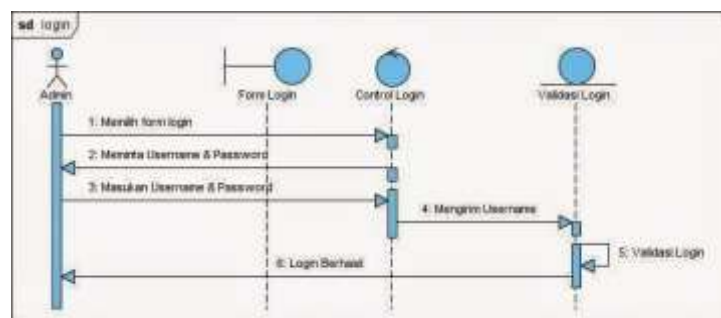 sd login
Admin
Form Login
Control Login
Validasi Login
1: Memilih form login
2: Meminta Username & Password
3: Masukan Username & Password
4: Mengirim Username
5: Validasi Login
6: Login Berhasil